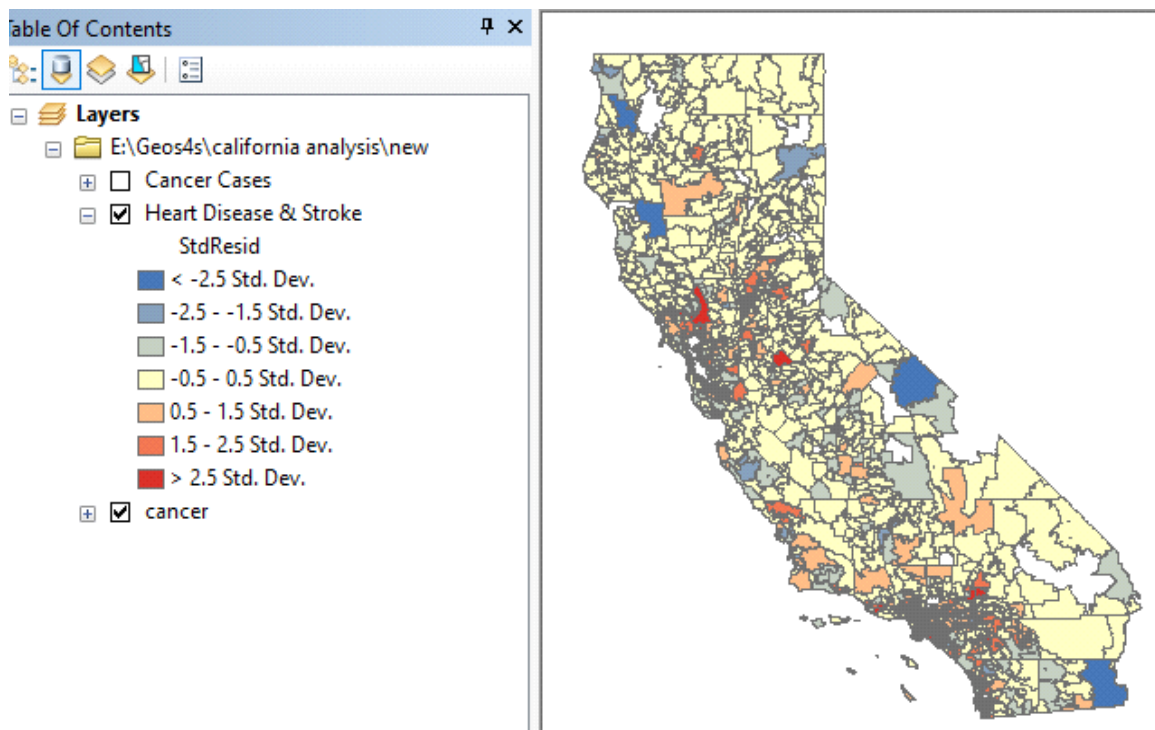 Table Of Contents
Layers
E:\Geos4s\california analysis\new
Cancer Cases
Heart Disease & Stroke
StdResid
< -2.5 Std. Dev.
-2.5 - -1.5 Std. Dev.
-1.5 - -0.5 Std. Dev.
-0.5 - 0.5 Std. Dev.
0.5 - 1.5 Std. Dev.
1.5 - 2.5 Std. Dev.
> 2.5 Std. Dev.
cancer